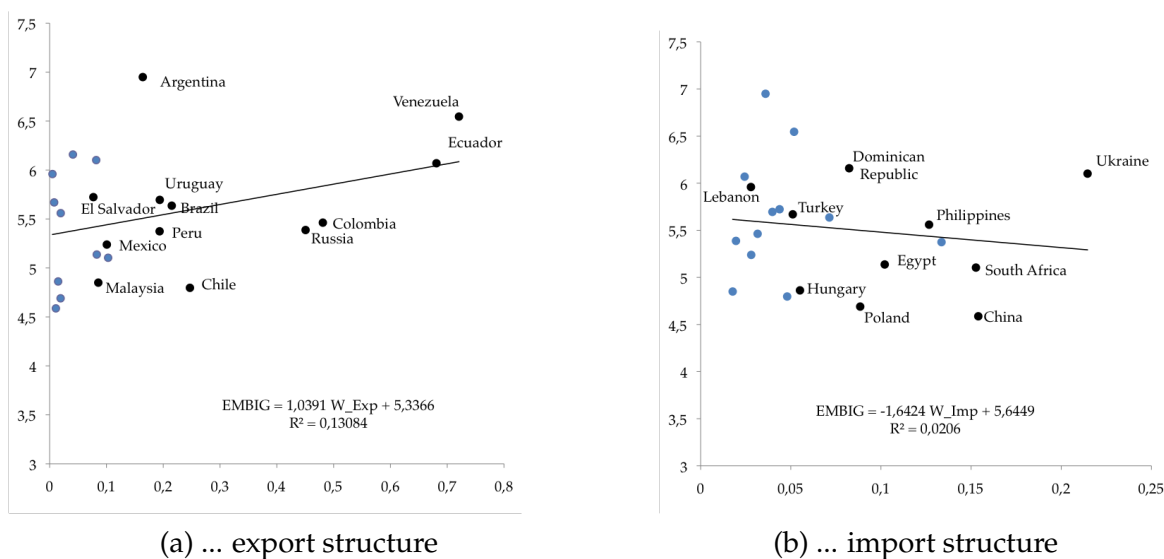 7,5
7
6,5
6
5,5
5
4,5
4
3,5
3
0
0,1
0,2
0,3
0,4
0,5
0,6
0,7
0,8
Argentina
Venezuela
Ecuador
Uruguay
El Salvador
Brazil
Colombia
Russia
Peru
Mexico
Malaysia
Chile
EMBIG = 1,0391 W_Exp + 5,3366
R² = 0,13084
(a) ... export structure
7,5
7
6,5
6
5,5
5
4,5
4
3,5
3
0
0,05
0,1
0,15
0,2
0,25
Dominican
Republic
Ukraine
Lebanon
Turkey
Philippines
Egypt
South Africa
Hungary
Poland
China
EMBIG = -1,6424 W_Imp + 5,6449
R² = 0,0206
(b) ... import structure